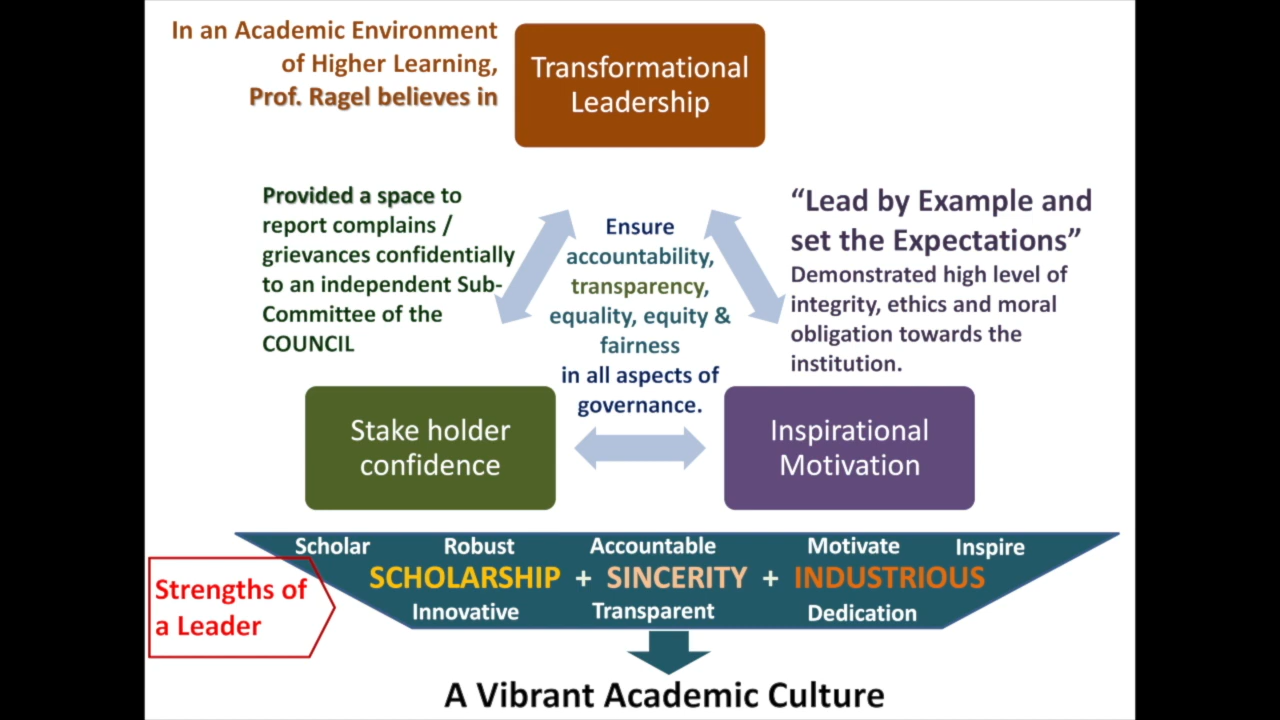 In an Academic Environment
of Higher Learning,
Prof. Ragel believes in
Transformational
Leadership
Provided a space to
report complains /
grievances confidentially
to an independent Sub-
Committee of the
COUNCIL
Ensure
accountability,
transparency,
equality, equity &
fairness
in all aspects of
governance.
“Lead by Example and
set the Expectations”
Demonstrated high level of
integrity, ethics and moral
obligation towards the
institution.
Stake holder
confidence
Inspirational
Motivation
Scholar Robust Accountable Motivate Inspire
SCHOLARSHIP + SINCERITY + INDUSTRIOUS
Innovative Transparent Dedication
Strengths of
a Leader
A Vibrant Academic Culture